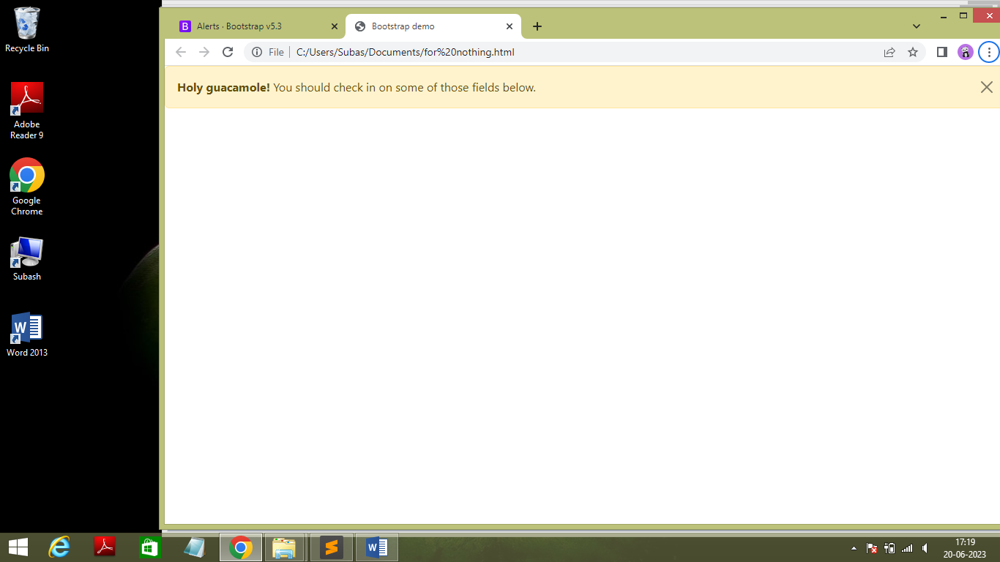 Recycle Bin
Adobe
Reader 9
Google
Chrome
Subash
Word 2013
B Alerts · Bootstrap v5.3
Bootstrap demo
File C:/Users/Subas/Documents/for%20nothing.html
Holy guacamole! You should check in on some of those fields below.
17:19
20-06-2023